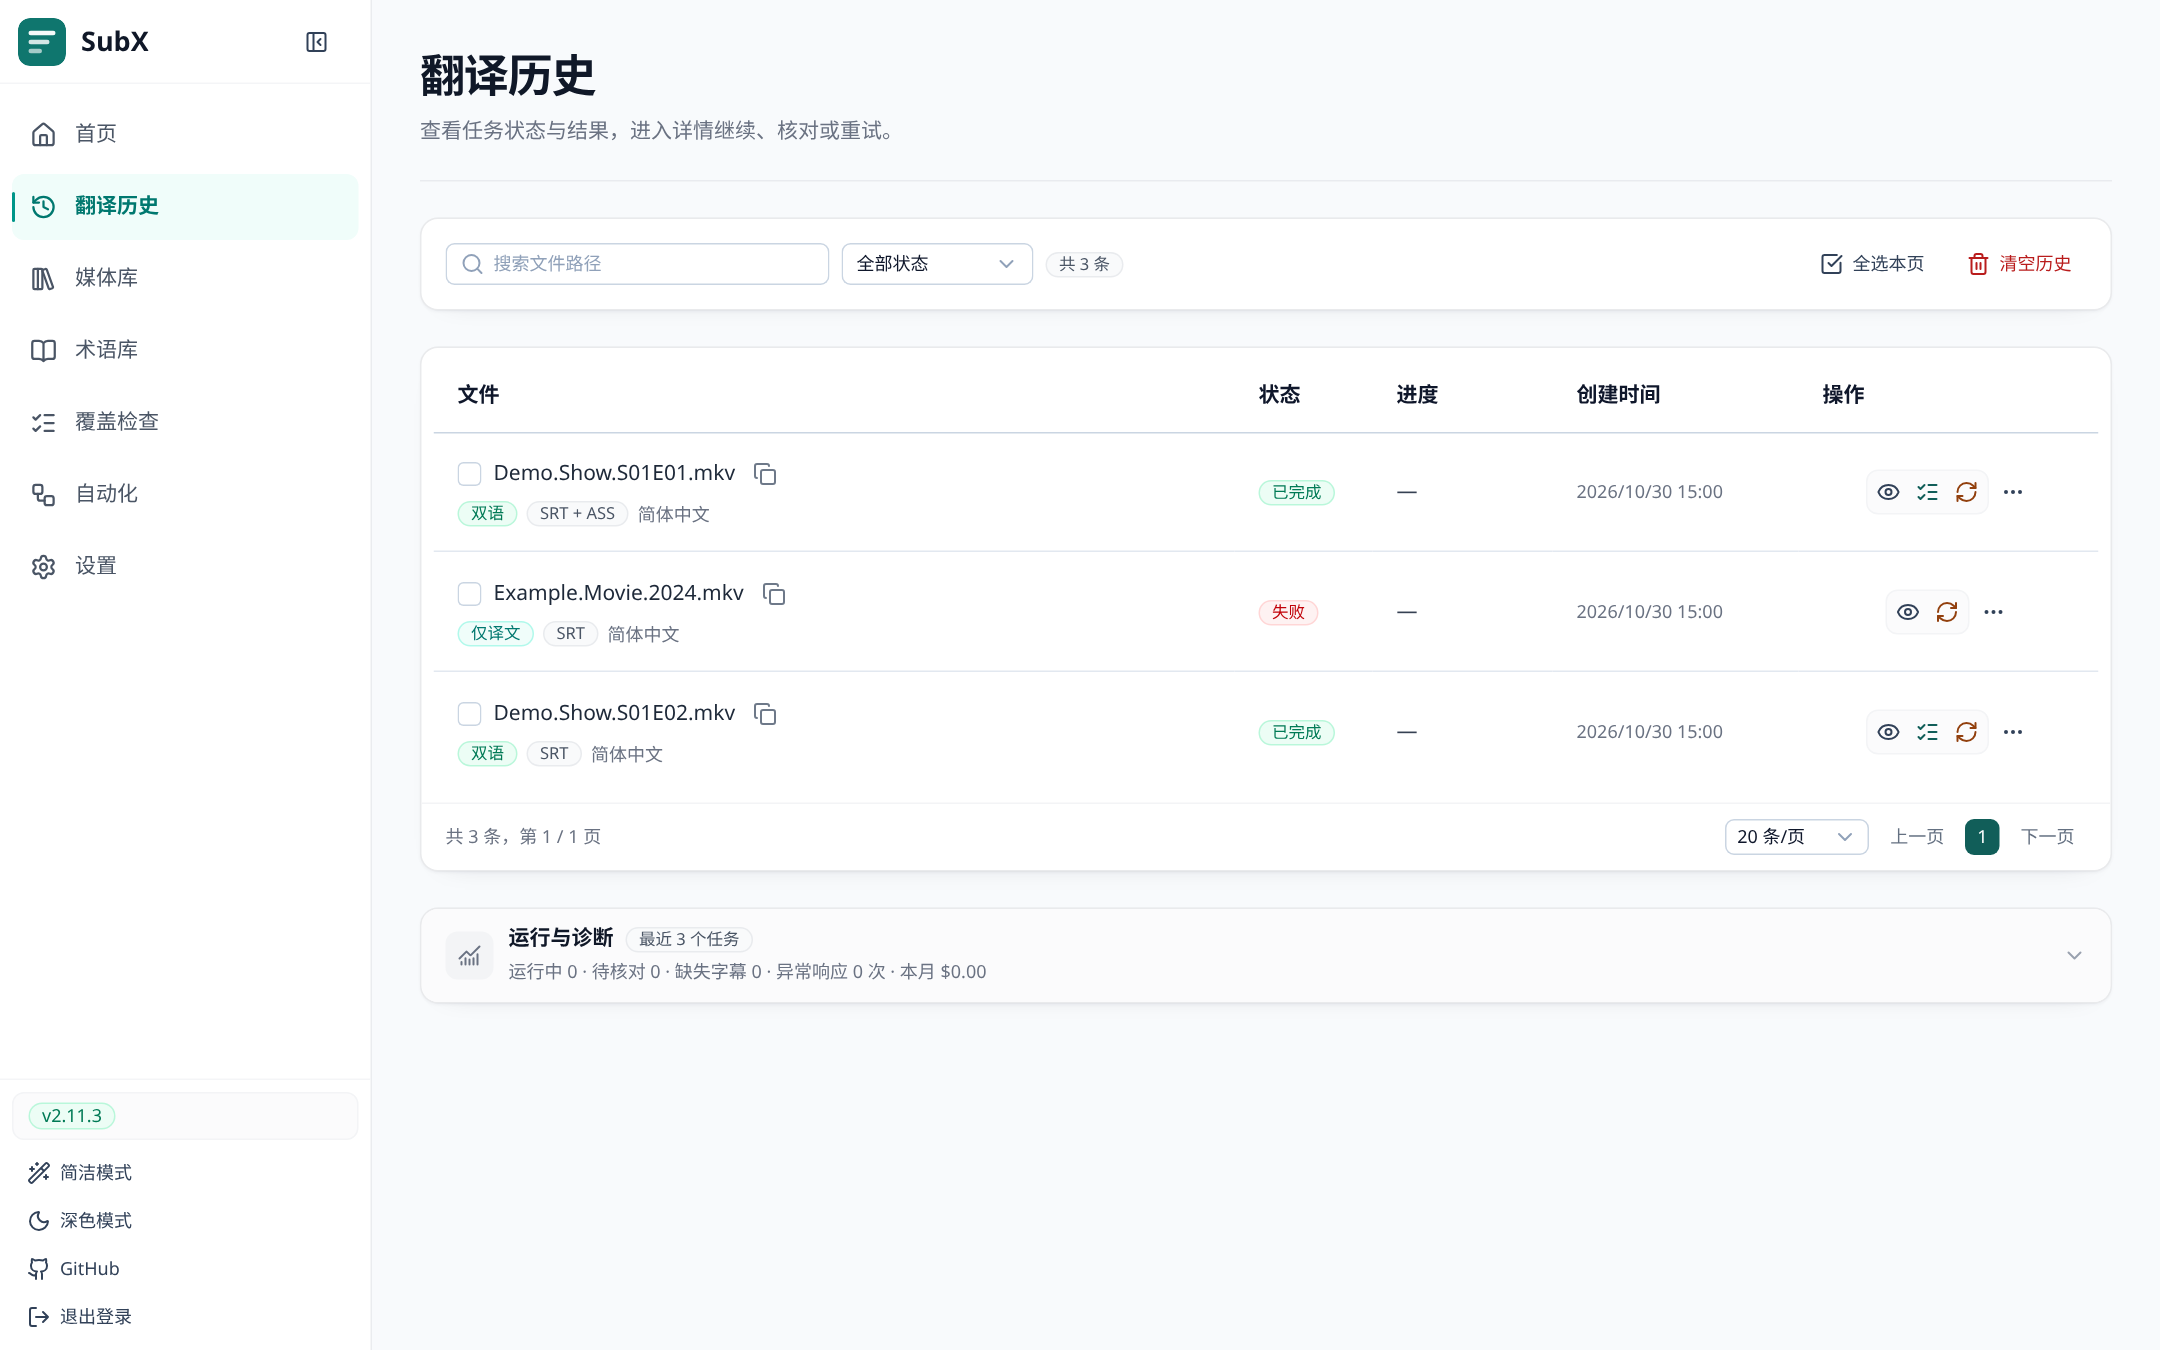 SubX
首页
翻译历史
媒体库
术语库
覆盖检查
自动化
设置
v2.11.3
简洁模式
深色模式
GitHub
退出登录
翻译历史
查看任务状态与结果，进入详情继续、核对或重试。
搜索文件路径
全部状态
共 3 条
全选本页
清空历史
文件 状态 进度 创建时间 操作
Demo.Show.S01E01.mkv
双语 SRT + ASS 简体中文
已完成 — 2026/10/30 15:00
Example.Movie.2024.mkv
仅译文 SRT 简体中文
失败 — 2026/10/30 15:00
Demo.Show.S01E02.mkv
双语 SRT 简体中文
已完成 — 2026/10/30 15:00
共 3 条，第 1 / 1 页
20 条/页 上一页 1 下一页
运行与诊断 最近 3 个任务
运行中 0 · 待核对 0 · 缺失字幕 0 · 异常响应 0 次 · 本月 $0.00